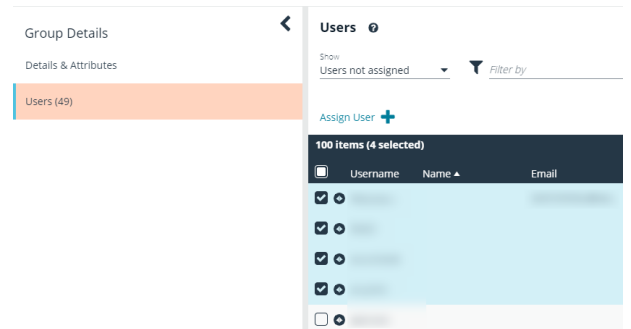 Group Details
Details & Attributes
Users (49)
Users
Show
Users not assigned
Filter by
Assign User
100 items (4 selected)
Username Name Email